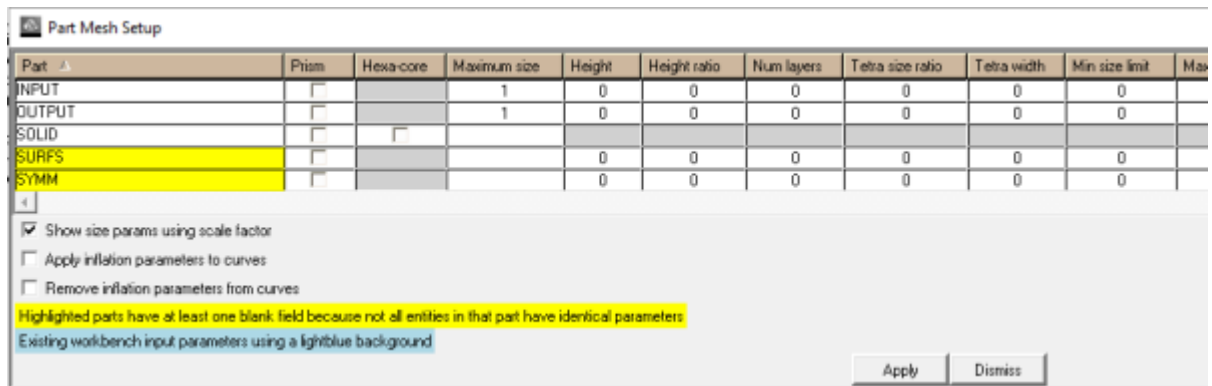 Part Mesh Setup
Part Prism Hexa-core Maximum size Height Height ratio Num layers Tetra size ratio Tetra width Min size limit Max
INPUT 1 0 0 0 0 0 0
OUTPUT 1 0 0 0 0 0 0
SOLID
SURFS 0 0 0 0 0 0
SYMM 0 0 0 0 0 0
Show size params using scale factor
Apply inflation parameters to curves
Remove inflation parameters from curves
Highlighted parts have at least one blank field because not all entities in that part have identical parameters
Existing workbench input parameters using a lightblue background
Apply Dismiss